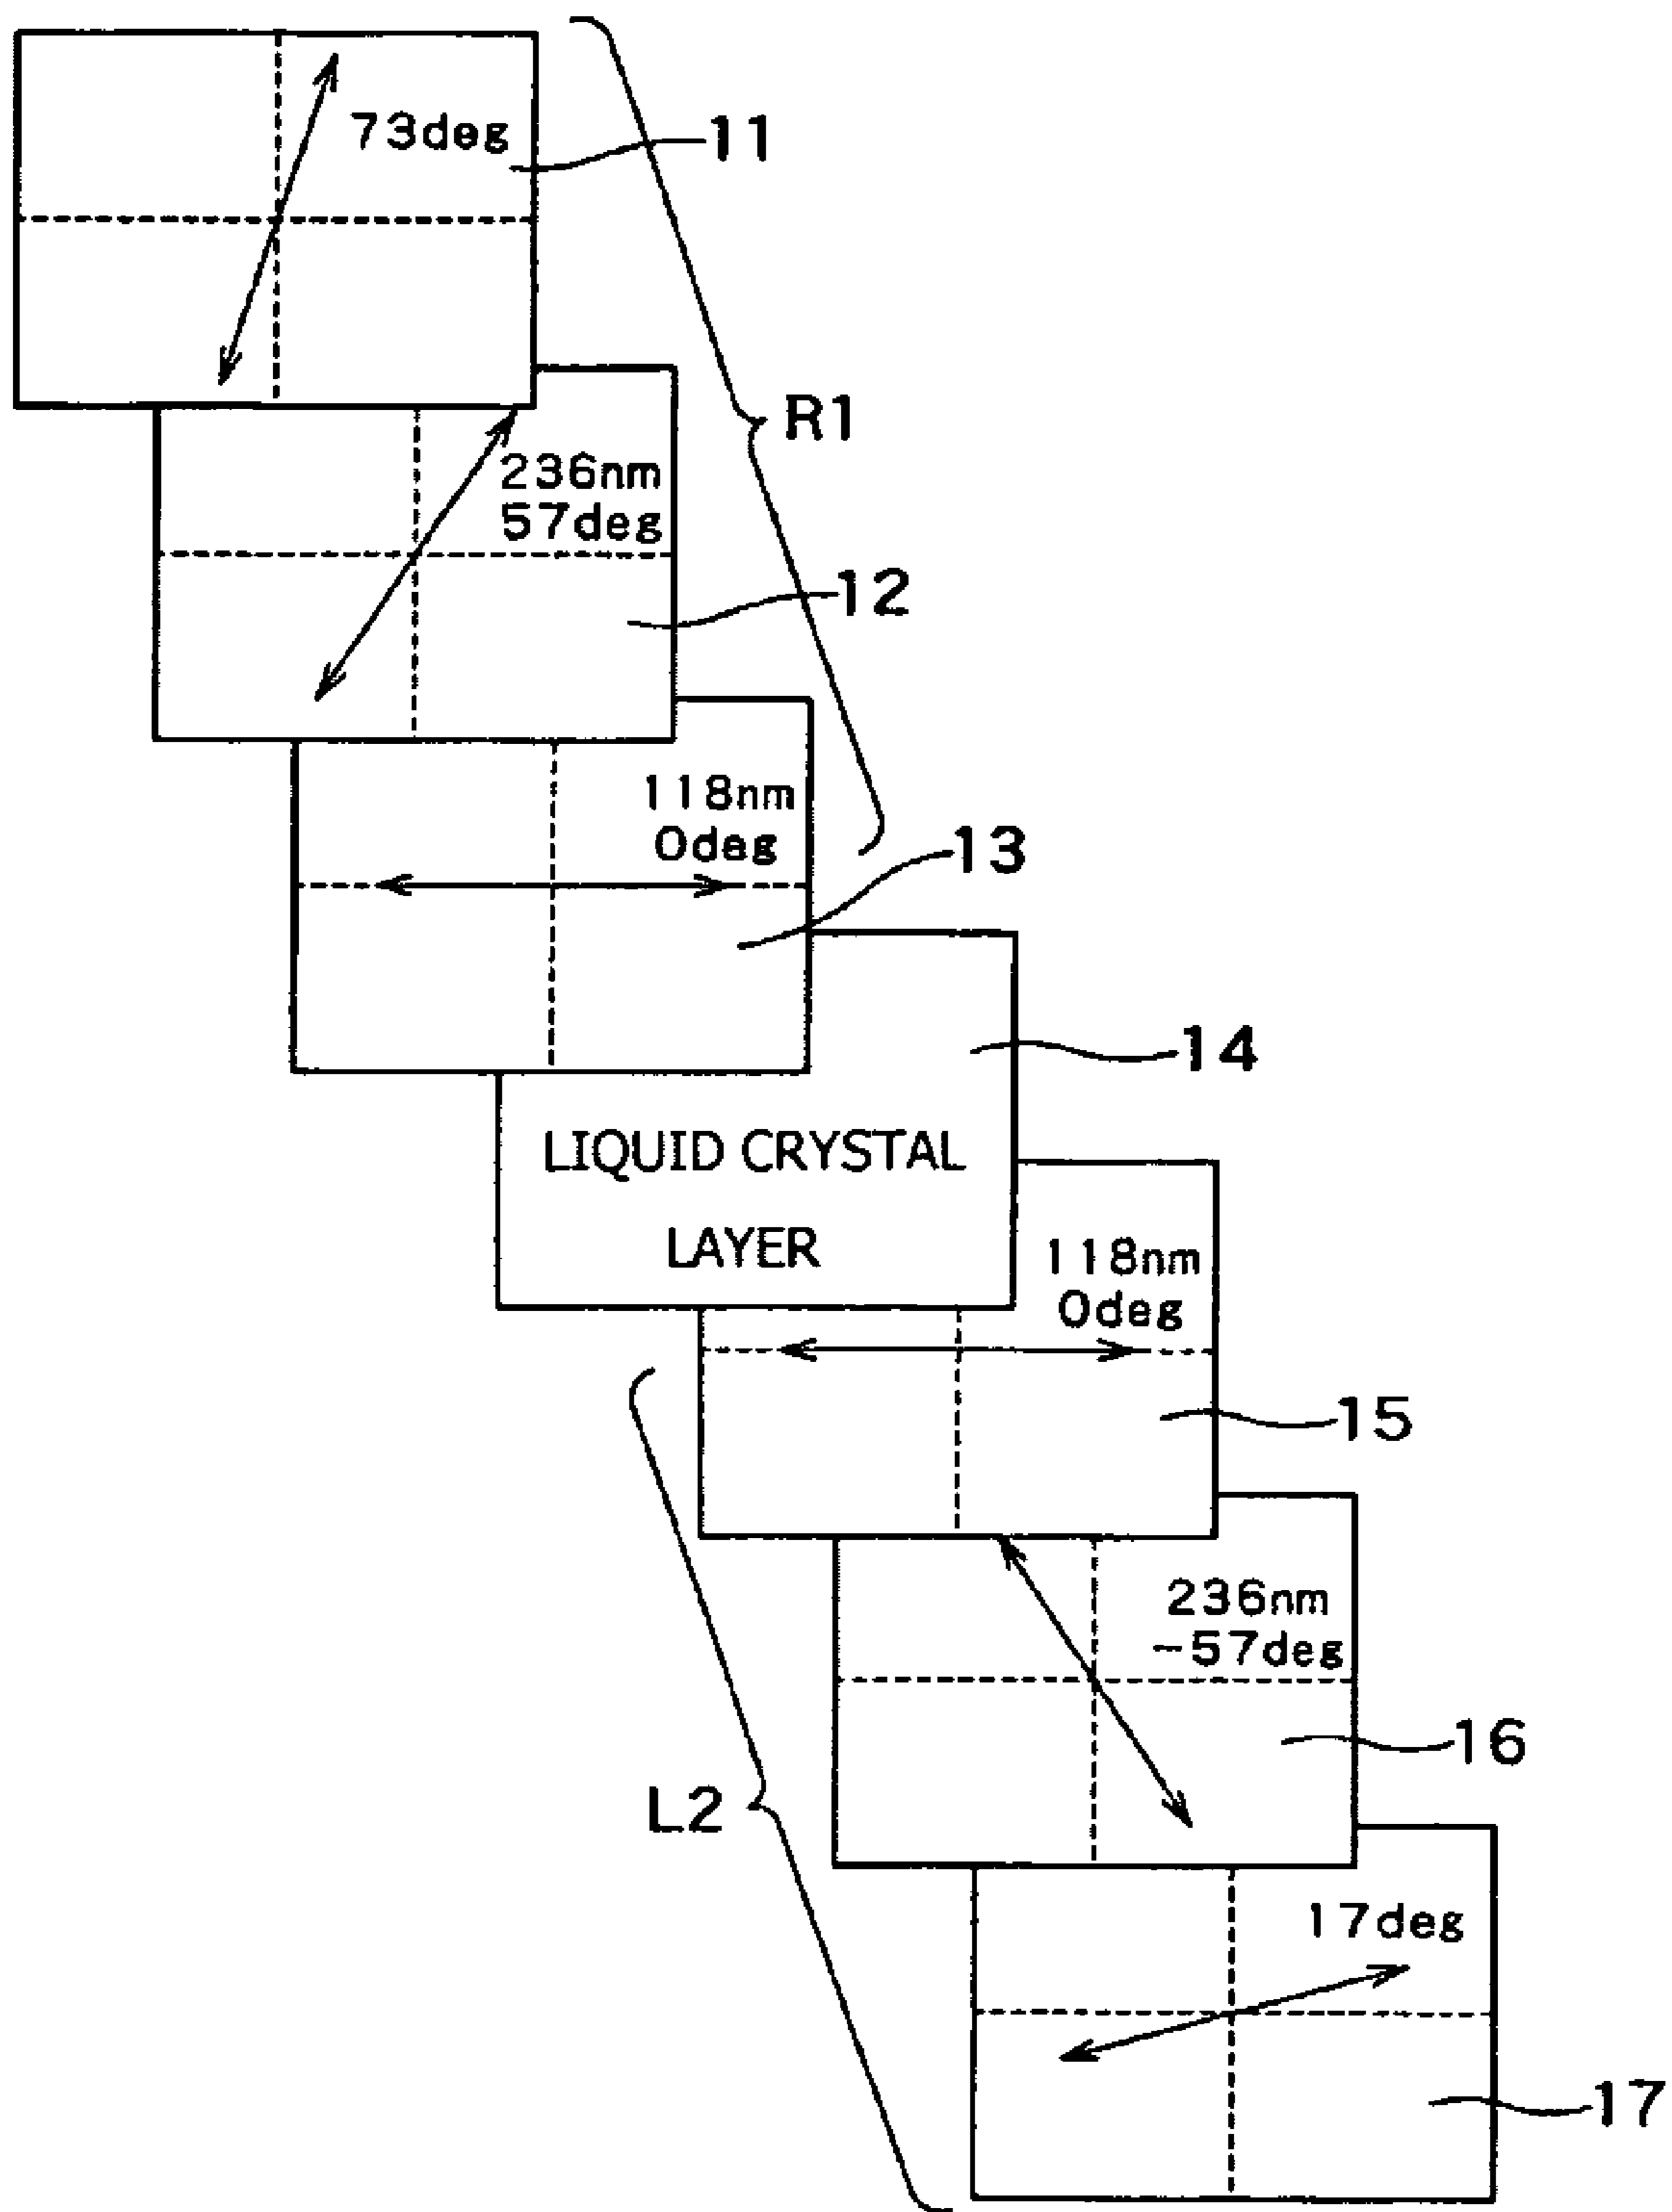 73deg
11
R1
236nm
57deg
12
118nm
0deg
13
14
LIQUID CRYSTAL
LAYER
118nm
0deg
15
236nm
-57deg
16
L2
17deg
17